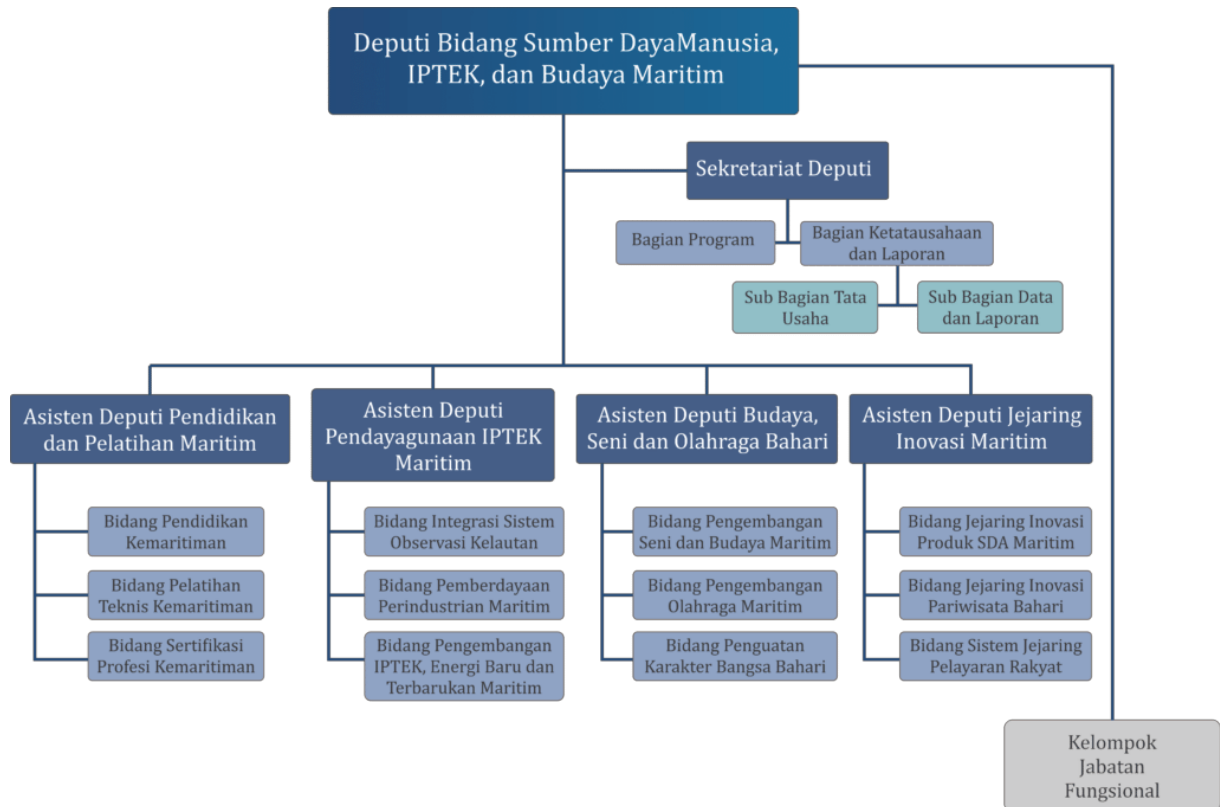 Deputi Bidang Sumber DayaManusia,
IPTEK, dan Budaya Maritim
Sekretariat Deputi
Bagian Program
Bagian Ketatausahaan
dan Laporan
Sub Bagian Tata
Usaha
Sub Bagian Data
dan Laporan
Asisten Deputi Pendidikan
dan Pelatihan Maritim
Asisten Deputi
Pendayagunaan IPTEK
Maritim
Asisten Deputi Budaya,
Seni dan Olahraga Bahari
Asisten Deputi Jejaring
Inovasi Maritim
Bidang Pendidikan
Kemaritiman
Bidang Pelatihan
Teknis Kemaritiman
Bidang Sertifikasi
Profesi Kemaritiman
Bidang Integrasi Sistem
Observasi Kelautan
Bidang Pemberdayaan
Perindustrian Maritim
Bidang Pengembangan
IPTEK, Energi Baru dan
Terbarukan Maritim
Bidang Pengembangan
Seni dan Budaya Maritim
Bidang Pengembangan
Olahraga Maritim
Bidang Penguatan
Karakter Bangsa Bahari
Bidang Jejaring Inovasi
Produk SDA Maritim
Bidang Jejaring Inovasi
Pariwisata Bahari
Bidang Sistem Jejaring
Pelayaran Rakyat
Kelompok
Jabatan
Fungsional